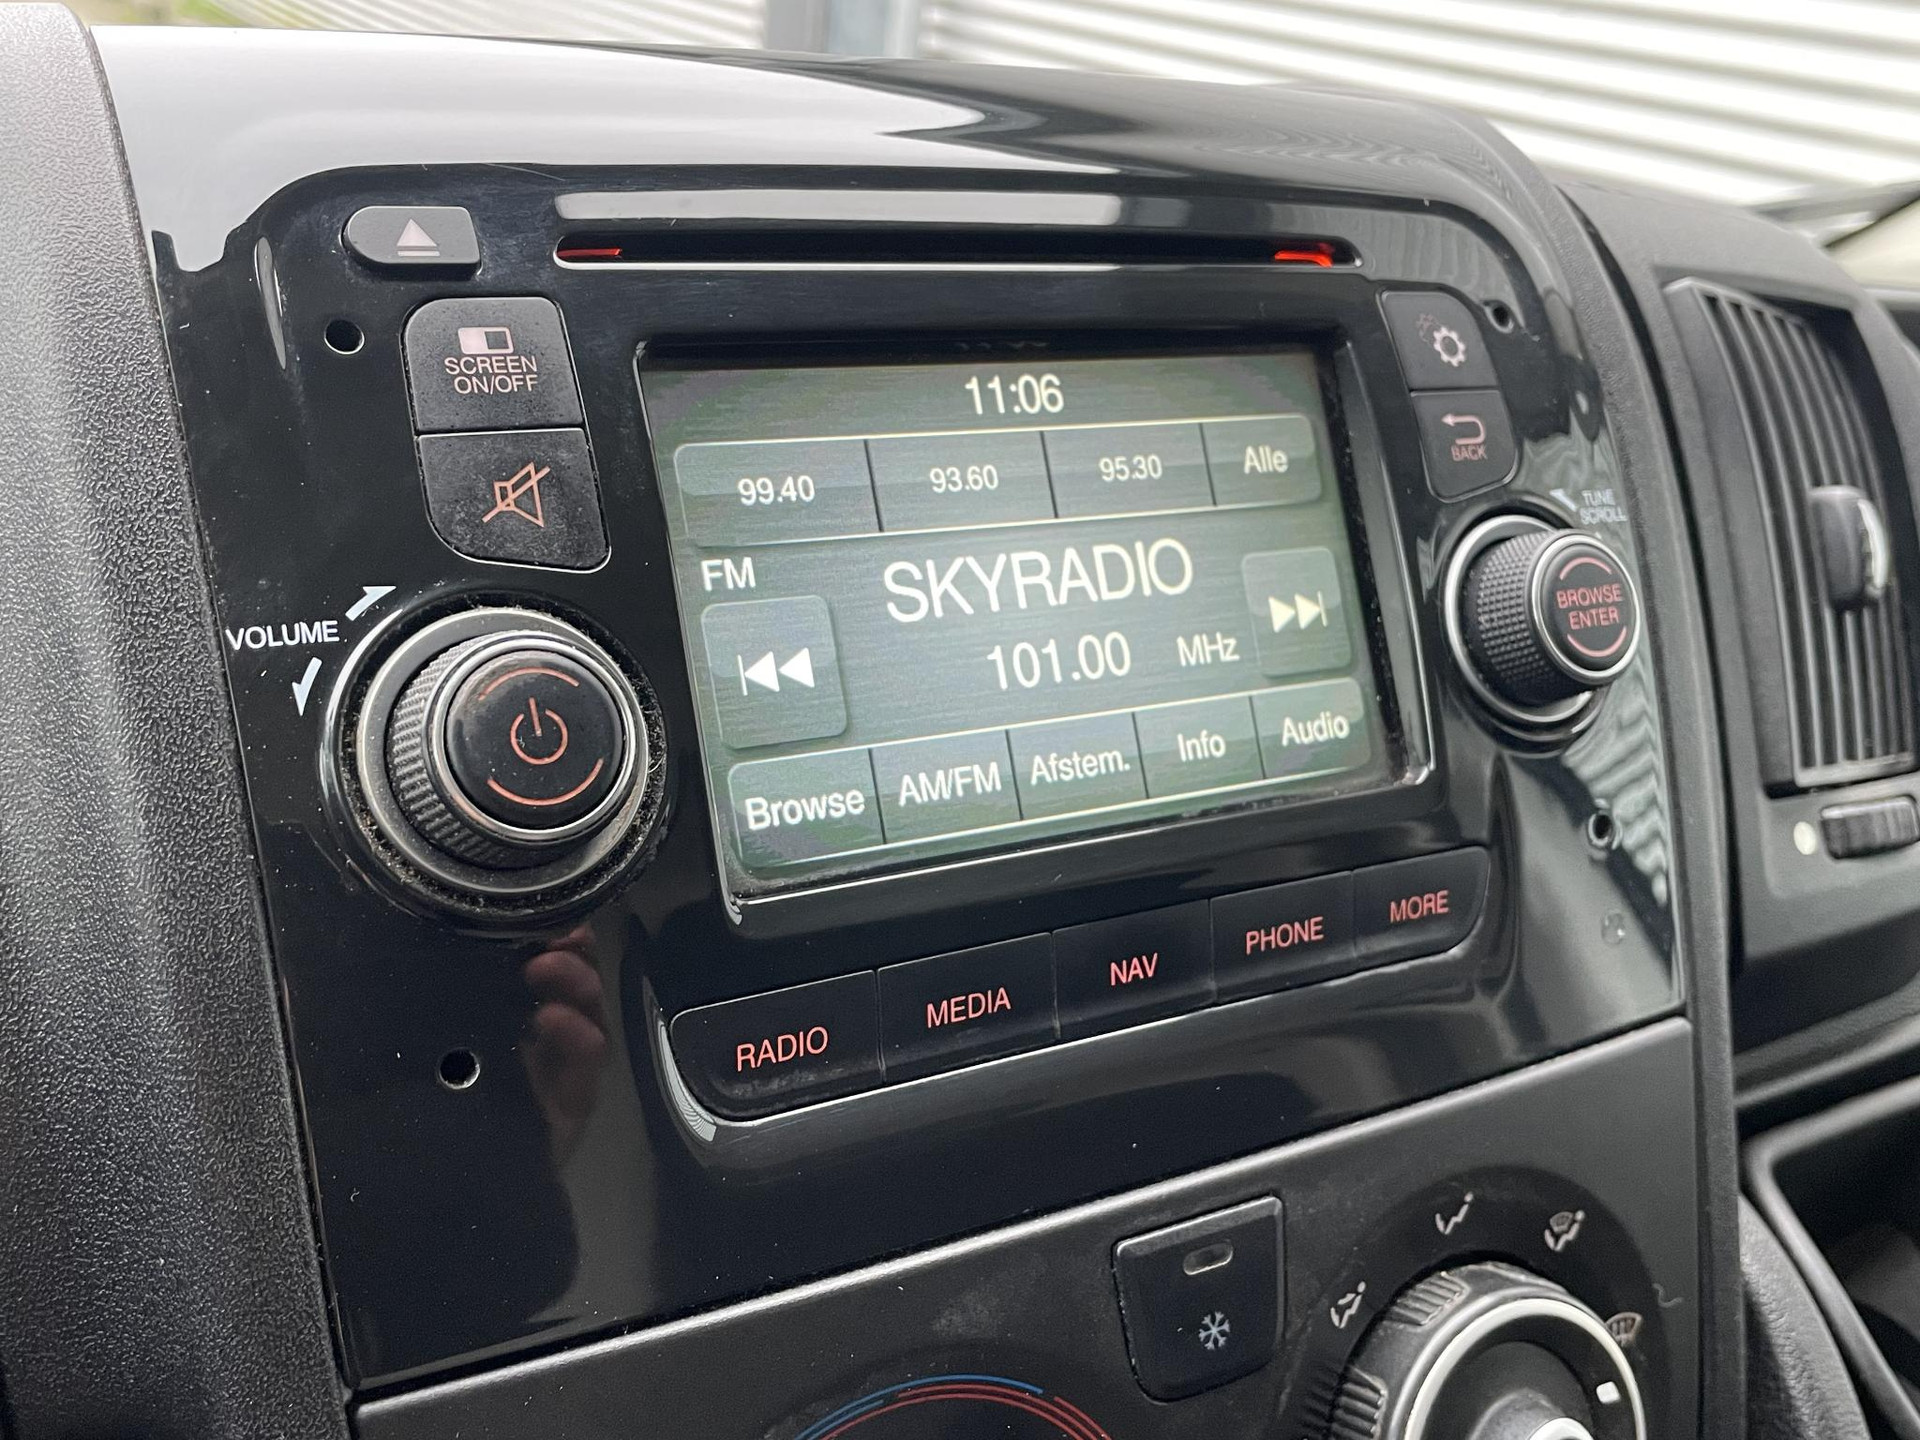 SCREEN
ON/OFF
11:06
99.40 93.60 95.30 Alle
BACK
TUNE
SCROLL
FM
SKYRADIO
101.00 MHz
VOLUME
BROWSE
ENTER
Browse AM/FM Afstem. Info Audio
RADIO MEDIA NAV PHONE MORE